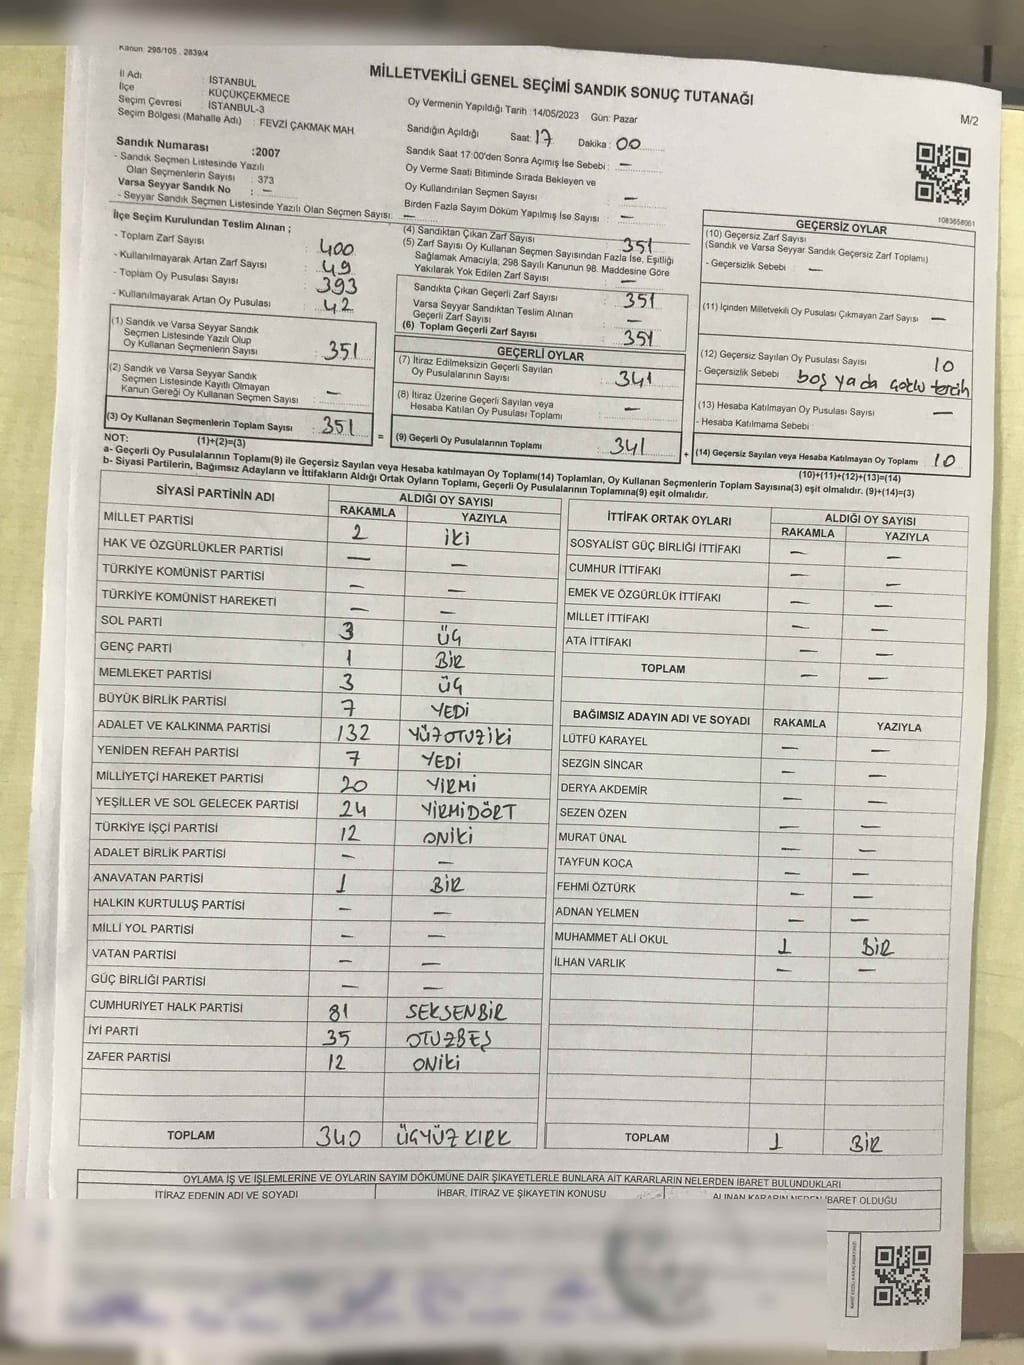 Kanun: 298/105 . 2839/4
MİLLETVEKİLİ GENEL SEÇİMİ SANDIK SONUÇ TUTANAĞI
M/2
İl Adı : İSTANBUL
İlçe : KÜÇÜKÇEKMECE
Seçim Çevresi : İSTANBUL-3
Seçim Bölgesi (Mahalle Adı) : FEVZİ ÇAKMAK MAH
Oy Vermenin Yapıldığı Tarih :14/05/2023 Gün: Pazar
Sandığın Açıldığı Saat: 17 Dakika : 00
Sandık Saat 17:00'den Sonra Açımış İse Sebebi : —
Oy Verme Saati Bitiminde Sırada Bekleyen ve
Oy Kullandırılan Seçmen Sayısı : —
Birden Fazla Sayım Döküm Yapılmış İse Sayısı : —
Sandık Numarası :2007
- Sandık Seçmen Listesinde Yazılı
Olan Seçmenlerin Sayısı : 373
Varsa Seyyar Sandık No : —
- Seyyar Sandık Seçmen Listesinde Yazılı Olan Seçmen Sayısı: —
İlçe Seçim Kurulundan Teslim Alınan ;
- Toplam Zarf Sayısı 400
- Kullanılmayarak Artan Zarf Sayısı : 49
- Toplam Oy Pusulası Sayısı : 393
- Kullanılmayarak Artan Oy Pusulası : 42
(1) Sandık ve Varsa Seyyar Sandık
Seçmen Listesinde Yazılı Olup
Oy Kullanan Seçmenlerin Sayısı : 351
(2) Sandık ve Varsa Seyyar Sandık
Seçmen Listesinde Kayıtlı Olmayan
Kanun Gereği Oy Kullanan Seçmen Sayısı : —
(3) Oy Kullanan Seçmenlerin Toplam Sayısı : 351
(1)+(2)=(3)
(4) Sandıktan Çıkan Zarf Sayısı : 351
(5) Zarf Sayısı Oy Kullanan Seçmen Sayısından Fazla İse, Eşitliği
Sağlamak Amacıyla; 298 Sayılı Kanunun 98. Maddesine Göre
Yakılarak Yok Edilen Zarf Sayısı : —
Sandıkta Çıkan Geçerli Zarf Sayısı : 351
Varsa Seyyar Sandıktan Teslim Alınan
Geçerli Zarf Sayısı : —
(6) Toplam Geçerli Zarf Sayısı : 351
GEÇERLİ OYLAR
(7) İtiraz Edilmeksizin Geçerli Sayılan
Oy Pusulalarının Sayısı : 341
(8) İtiraz Üzerine Geçerli Sayılan veya
Hesaba Katılan Oy Pusulası Toplamı : —
= (9) Geçerli Oy Pusulalarının Toplamı : 341
1083658061
GEÇERSİZ OYLAR
(10) Geçersiz Zarf Sayısı
(Sandık ve Varsa Seyyar Sandık Geçersiz Zarf Toplamı)
- Geçersizlik Sebebi : —
(11) İçinden Milletvekili Oy Pusulası Çıkmayan Zarf Sayısı —
(12) Geçersiz Sayılan Oy Pusulası Sayısı 10
- Geçersizlik Sebebi : boş yada çoklu tercih
(13) Hesaba Katılmayan Oy Pusulası Sayısı —
- Hesaba Katılmama Sebebi :
+ (14) Geçersiz Sayılan veya Hesaba Katılmayan Oy Toplamı 10
(10)+(11)+(12)+(13)=(14)
NOT:
a- Geçerli Oy Pusulasının Toplamı(9) ile Geçersiz Sayılan veya Hesaba katılmayan Oy Toplamı(14) Toplamları, Oy Kullanan Seçmenlerin Toplam Sayısına(3) eşit olmalıdır. (9)+(14)=(3)
b- Siyasi Partilerin, Bağımsız Adayların ve İttifakların Aldığı Ortak Oyların Toplamı, Geçerli Oy Pusulalarının Toplamına(9) eşit olmalıdır.
SİYASİ PARTİNİN ADI ALDIĞI OY SAYISI
RAKAMLA YAZIYLA
MİLLET PARTİSİ 2 iKi
HAK VE ÖZGÜRLÜKLER PARTİSİ — —
TÜRKİYE KOMÜNİST PARTİSİ — —
TÜRKİYE KOMÜNİST HAREKETİ — —
SOL PARTİ 3 ÜÇ
GENÇ PARTİ 1 BİR
MEMLEKET PARTİSİ 3 ÜÇ
BÜYÜK BİRLİK PARTİSİ 7 YEDİ
ADALET VE KALKINMA PARTİSİ 132 YÜZOTUZiKi
YENİDEN REFAH PARTİSİ 7 YEDİ
MİLLİYETÇİ HAREKET PARTİSİ 20 YİRMİ
YEŞİLLER VE SOL GELECEK PARTİSİ 24 YİRMİDÖRT
TÜRKİYE İŞÇİ PARTİSİ 12 ONiKi
ADALET BİRLİK PARTİSİ — —
ANAVATAN PARTİSİ 1 BİR
HALKIN KURTULUŞ PARTİSİ — —
MİLLİ YOL PARTİSİ — —
VATAN PARTİSİ — —
GÜÇ BİRLİĞİ PARTİSİ — —
CUMHURİYET HALK PARTİSİ 81 SEKSENBİR
İYİ PARTİ 35 OTUZBEŞ
ZAFER PARTİSİ 12 ONiKi
TOPLAM 340 ÜÇYÜZ KIRK
İTTİFAK ORTAK OYLARI ALDIĞI OY SAYISI
RAKAMLA YAZIYLA
SOSYALİST GÜÇ BİRLİĞİ İTTİFAKI — —
CUMHUR İTTİFAKI — —
EMEK VE ÖZGÜRLÜK İTTİFAKI — —
MİLLET İTTİFAKI — —
ATA İTTİFAKI — —
TOPLAM — —
BAĞIMSIZ ADAYIN ADI VE SOYADI RAKAMLA YAZIYLA
LÜTFÜ KARAYEL — —
SEZGİN SİNCAR — —
DERYA AKDEMİR — —
SEZEN ÖZEN — —
MURAT ÜNAL — —
TAYFUN KOCA — —
FEHMİ ÖZTÜRK — —
ADNAN YELMEN — —
MUHAMMET ALİ OKUL 1 BİR
İLHAN VARLIK — —
TOPLAM 1 BİR
OYLAMA İŞ VE İŞLEMLERİNE VE OYLARIN SAYIM DÖKÜMÜNE DAİR ŞİKAYETLERLE BUNLARA AİT KARARLARIN NELERDEN İBARET BULUNDUKLARI
İTİRAZ EDENİN ADI VE SOYADI İHBAR, İTİRAZ VE ŞİKAYETİN KONUSU ALINAN KARARIN NEDEN İBARET OLDUĞU